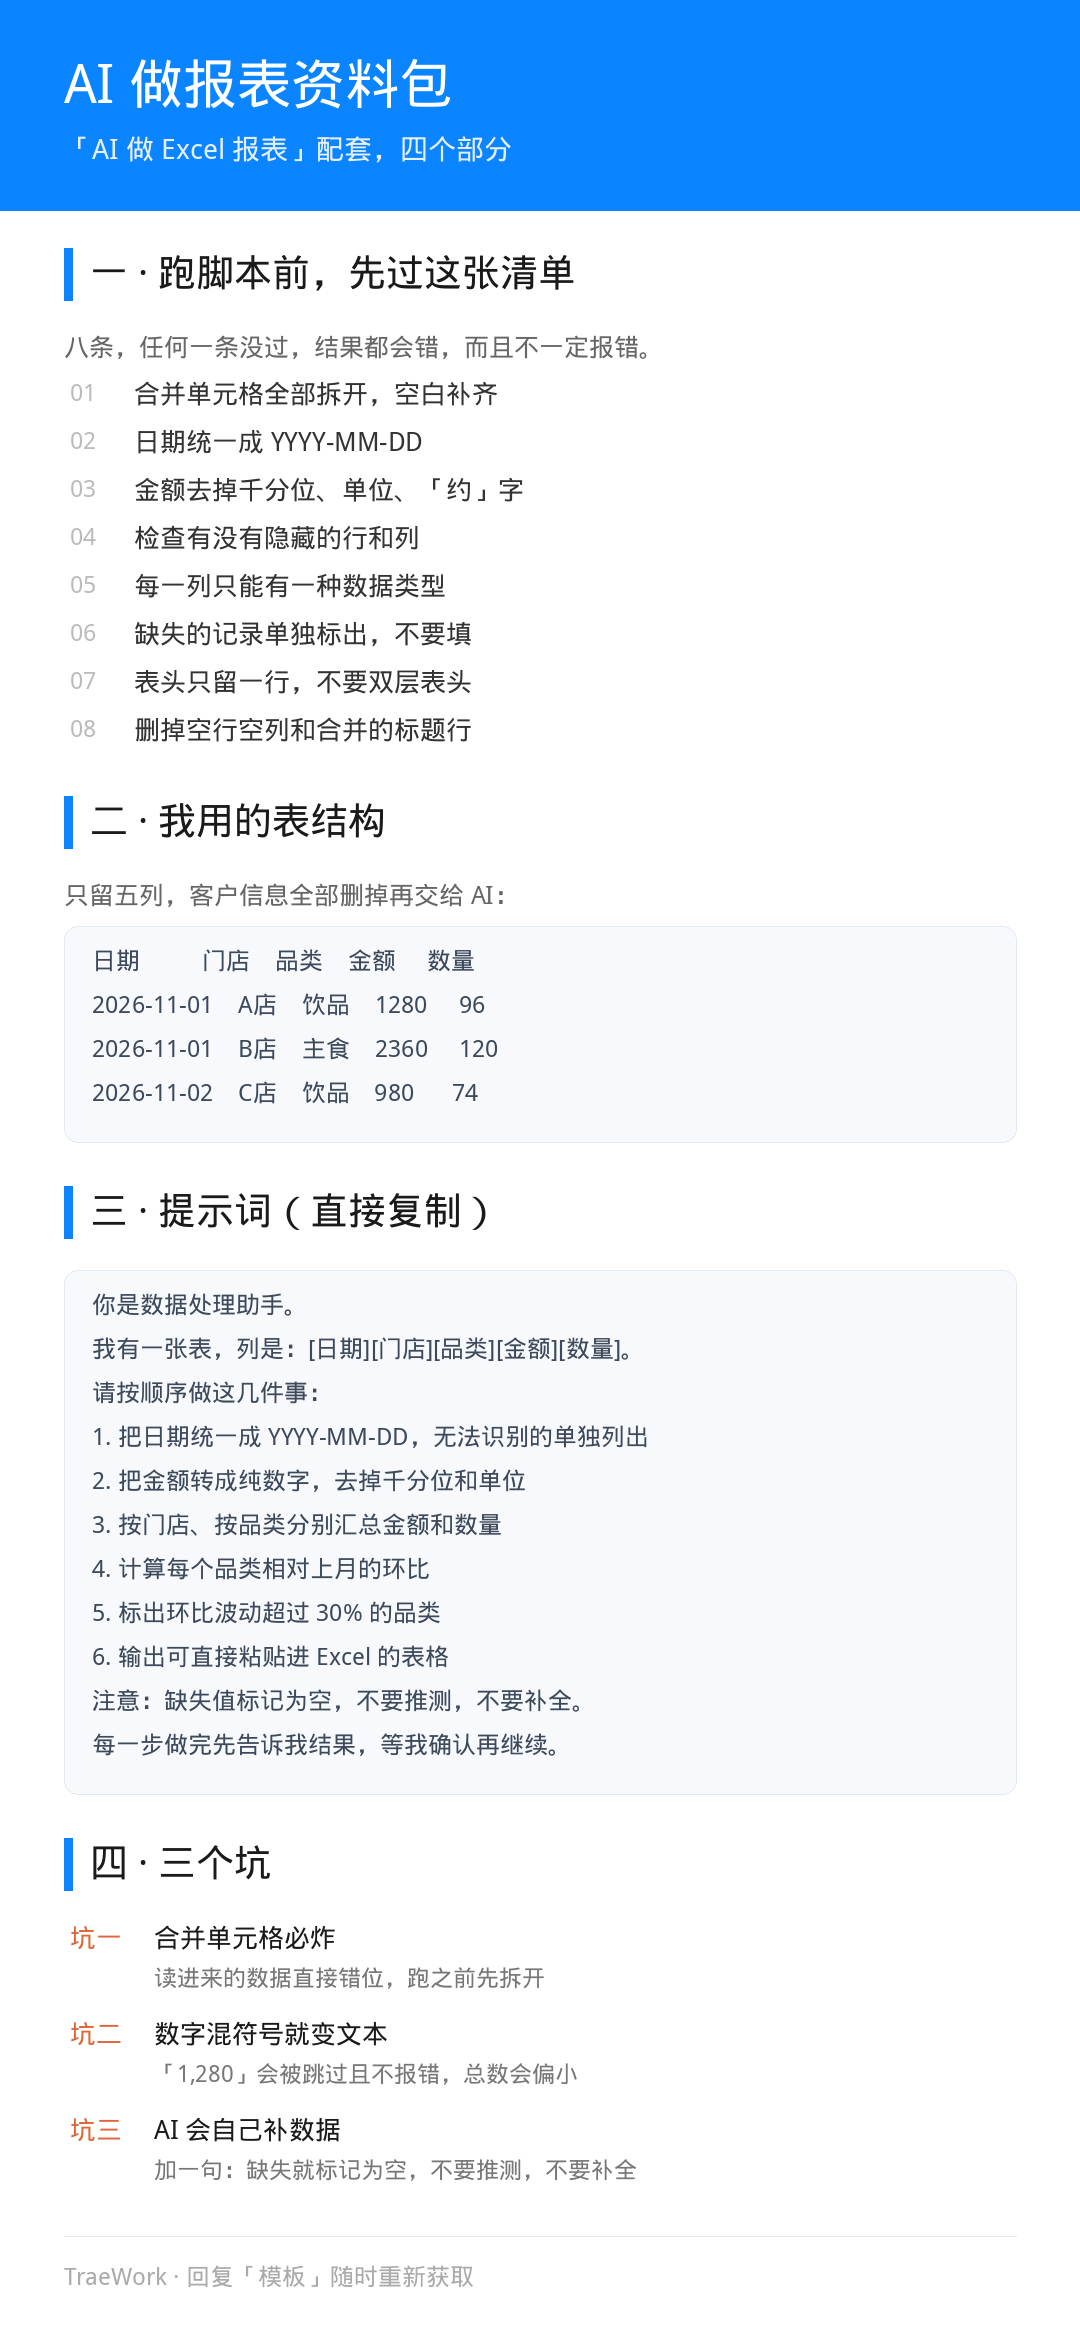 AI 做报表资料包
「AI 做 Excel 报表」配套，四个部分
一 · 跑脚本前，先过这张清单
八条，任何一条没过，结果都会错，而且不一定报错。
01 合并单元格全部拆开，空白补齐
02 日期统一成 YYYY-MM-DD
03 金额去掉千分位、单位、「约」字
04 检查有没有隐藏的行和列
05 每一列只能有一种数据类型
06 缺失的记录单独标出，不要填
07 表头只留一行，不要双层表头
08 删掉空行空列和合并的标题行
二 · 我用的表结构
只留五列，客户信息全部删掉再交给 AI：
日期 门店 品类 金额 数量
2026-11-01 A店 饮品 1280 96
2026-11-01 B店 主食 2360 120
2026-11-02 C店 饮品 980 74
三 · 提示词（直接复制）
你是数据处理助手。
我有一张表，列是：[日期][门店][品类][金额][数量]。
请按顺序做这几件事：
1. 把日期统一成 YYYY-MM-DD，无法识别的单独列出
2. 把金额转成纯数字，去掉千分位和单位
3. 按门店、按品类分别汇总金额和数量
4. 计算每个品类相对上月的环比
5. 标出环比波动超过 30% 的品类
6. 输出可直接粘贴进 Excel 的表格
注意：缺失值标记为空，不要推测，不要补全。
每一步做完先告诉我结果，等我确认再继续。
四 · 三个坑
坑一 合并单元格必炸
读进来的数据直接错位，跑之前先拆开
坑二 数字混符号就变文本
「1,280」会被跳过且不报错，总数会偏小
坑三 AI 会自己补数据
加一句：缺失就标记为空，不要推测，不要补全
TraeWork · 回复「模板」随时重新获取